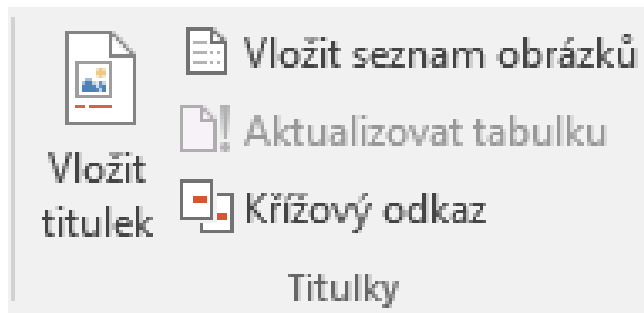 Vložit
titulek
Vložit seznam obrázků
Aktualizovat tabulku
Křížový odkaz
Titulky